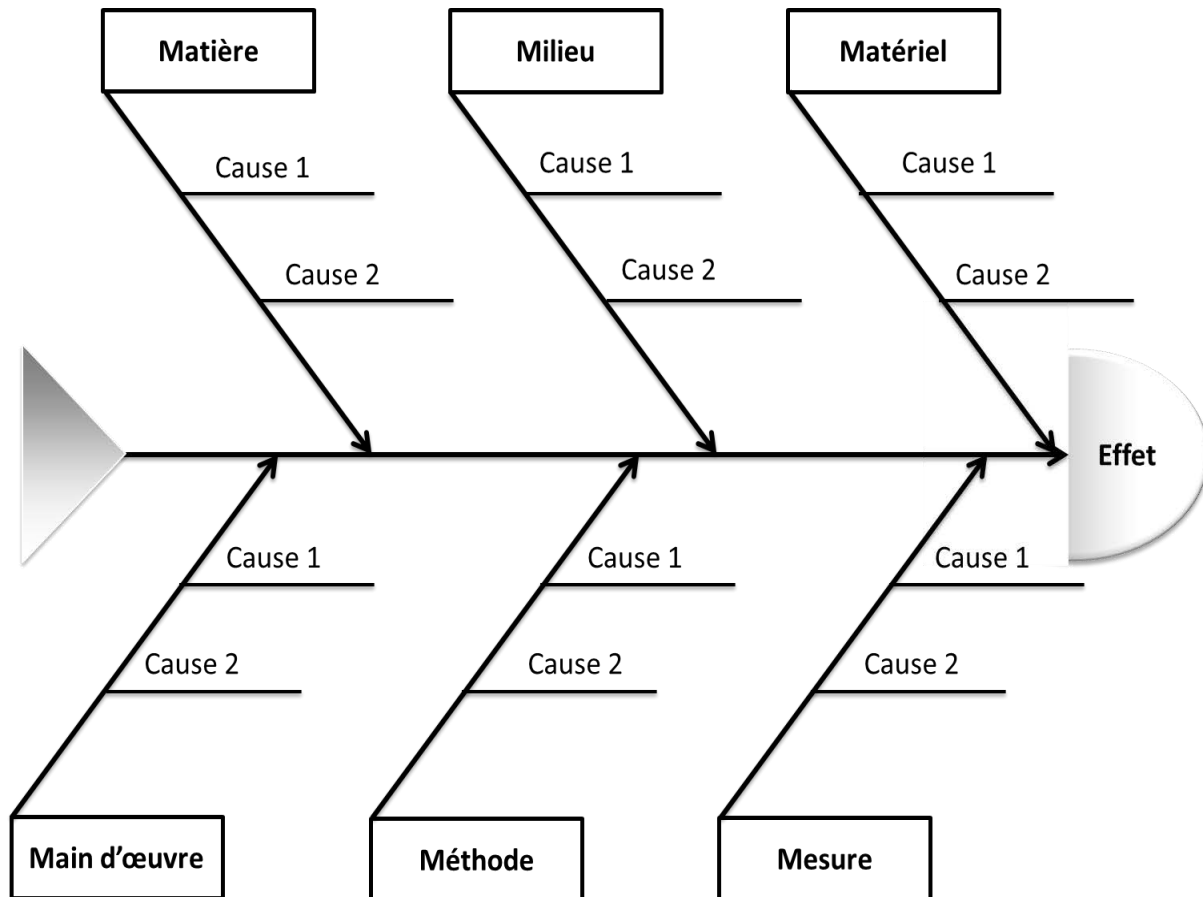 Matière
Milieu
Matériel
Cause 1
Cause 1
Cause 1
Cause 2
Cause 2
Cause 2
Effet
Cause 1
Cause 1
Cause 1
Cause 2
Cause 2
Cause 2
Main d’œuvre
Méthode
Mesure